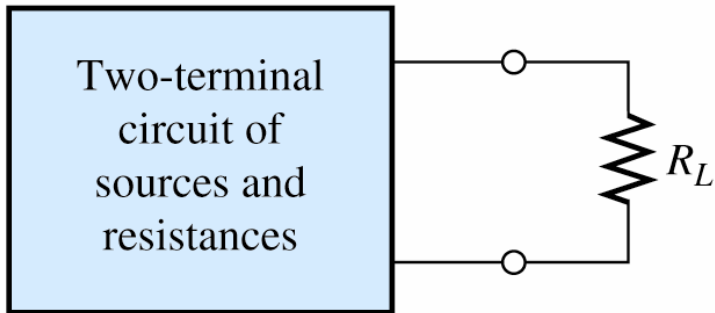 Two-terminal
circuit of
sources and
resistances
R_L